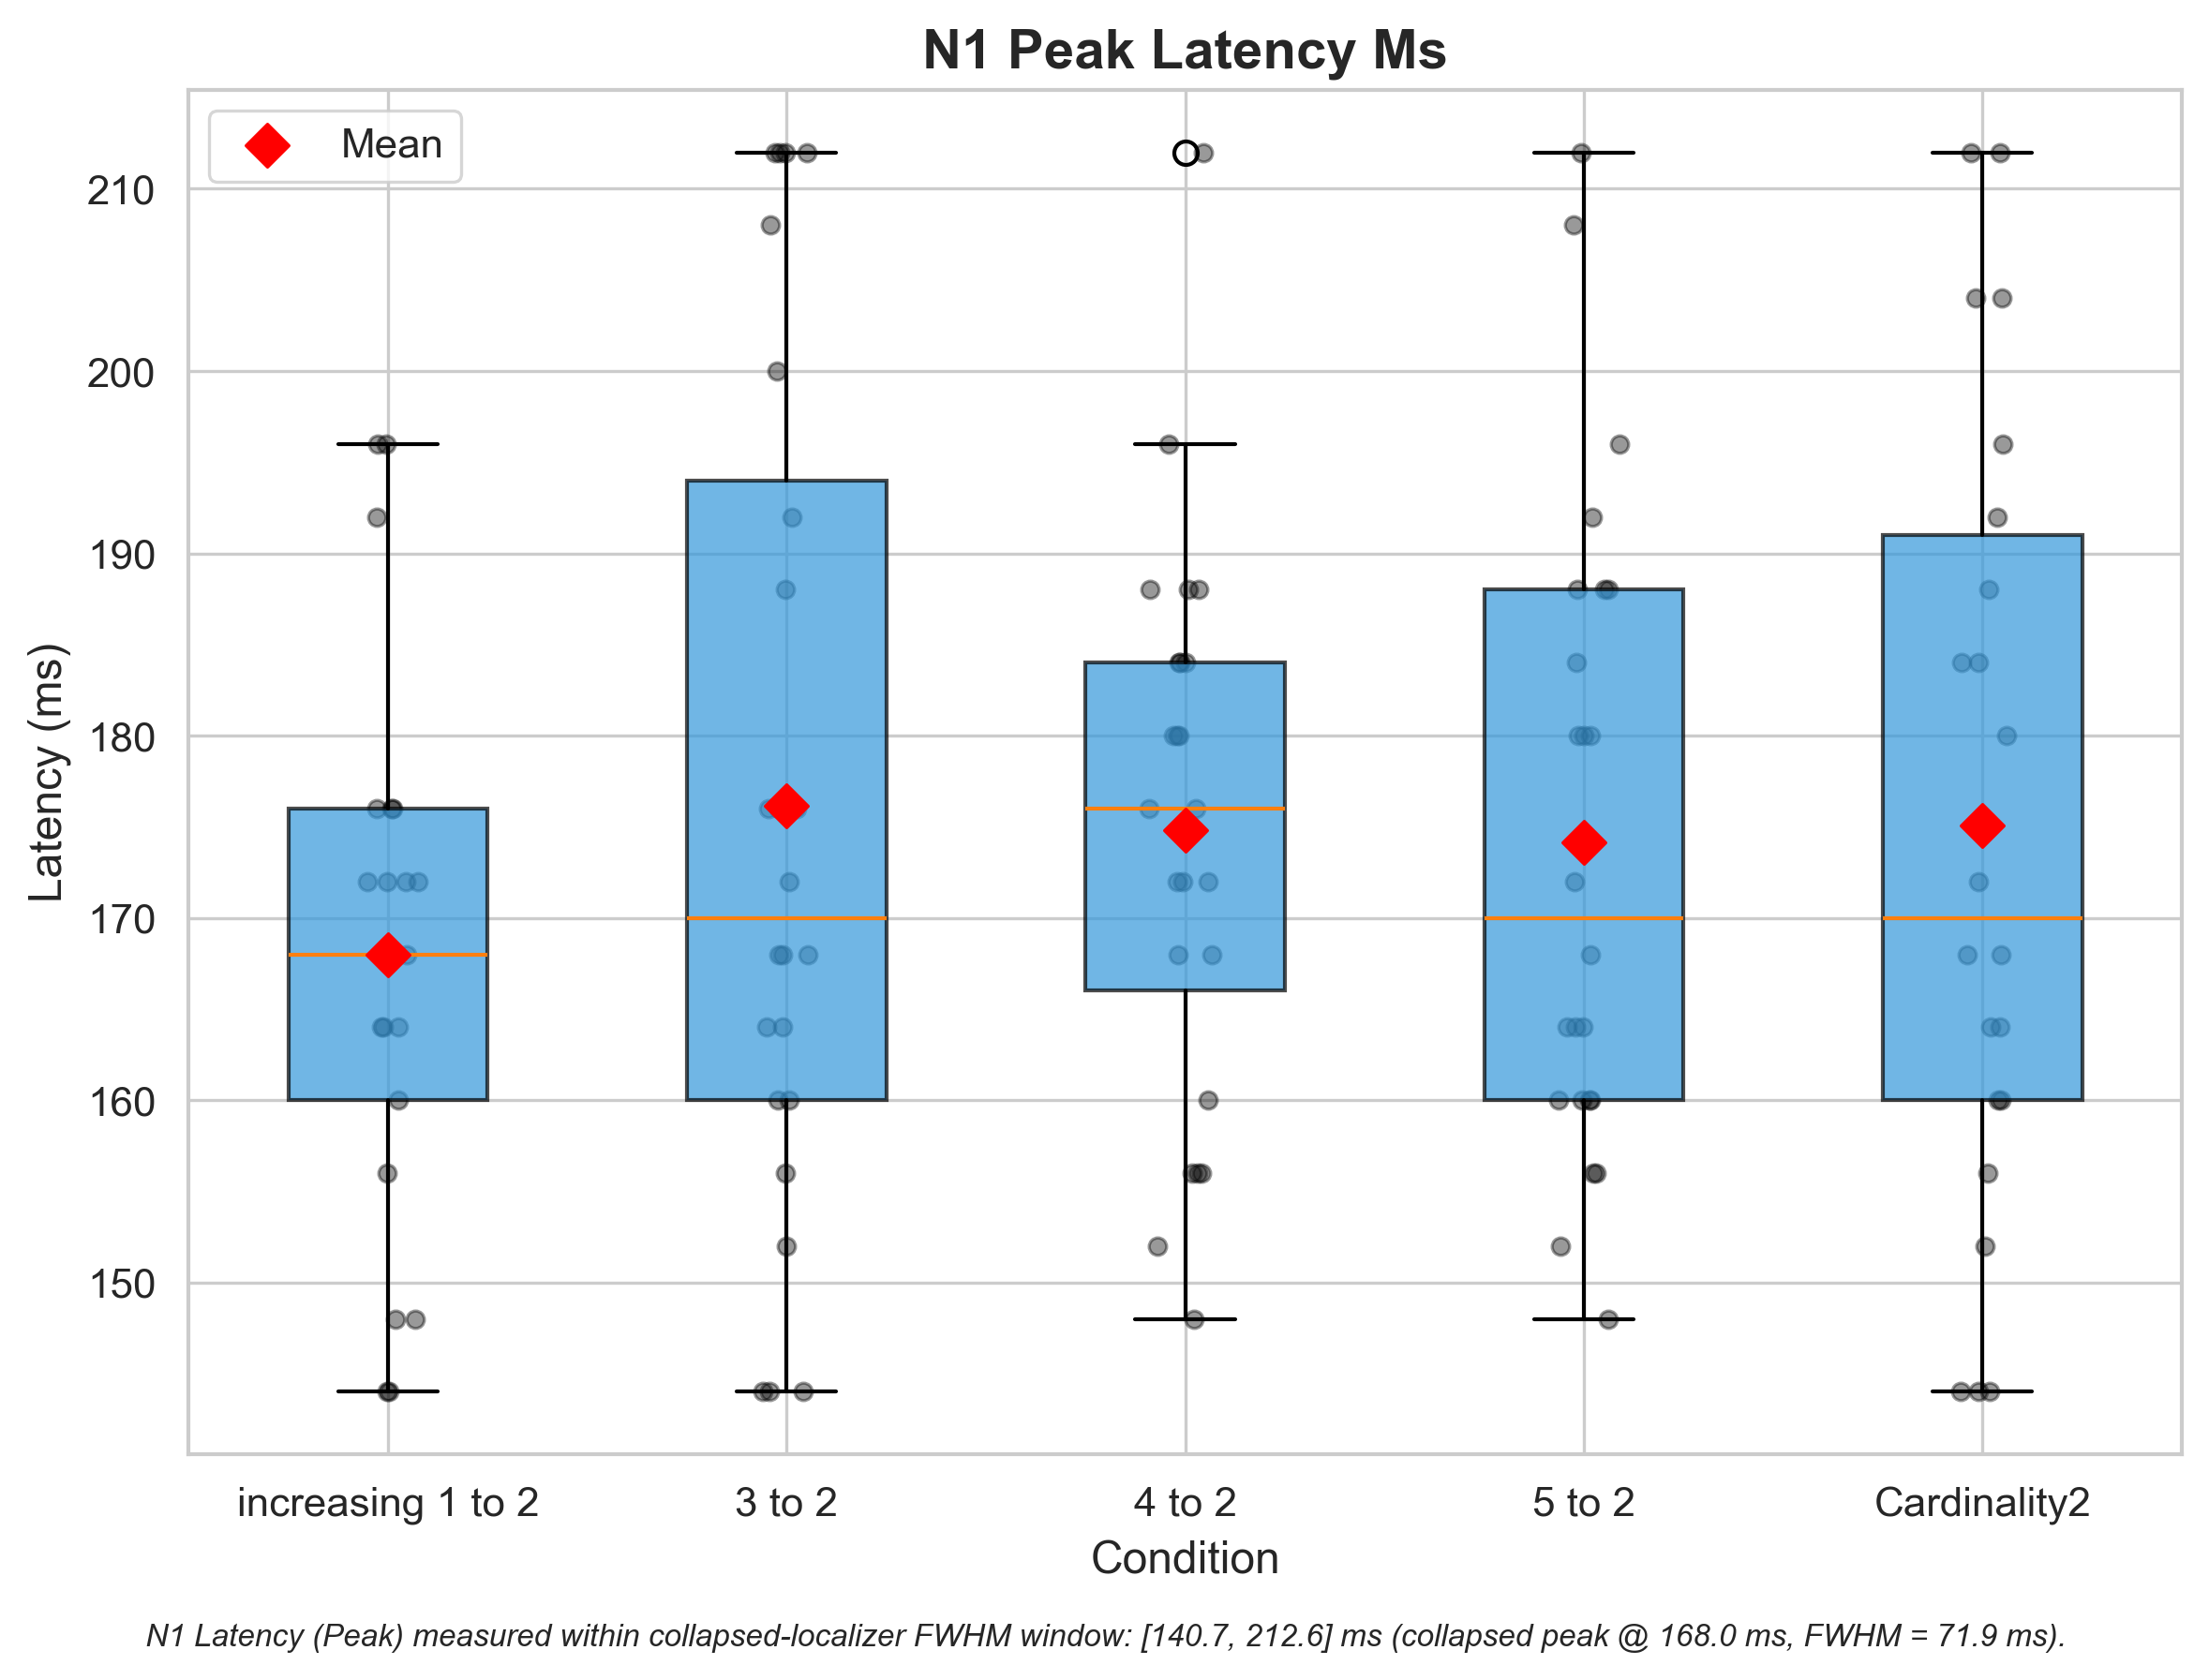 N1 Peak Latency Ms
Mean
210
200
190
180
170
160
150
Latency (ms)
increasing 1 to 2
3 to 2
4 to 2
5 to 2
Cardinality2
Condition
N1 Latency (Peak) measured within collapsed-localizer FWHM window: [140.7, 212.6] ms (collapsed peak @ 168.0 ms, FWHM = 71.9 ms).